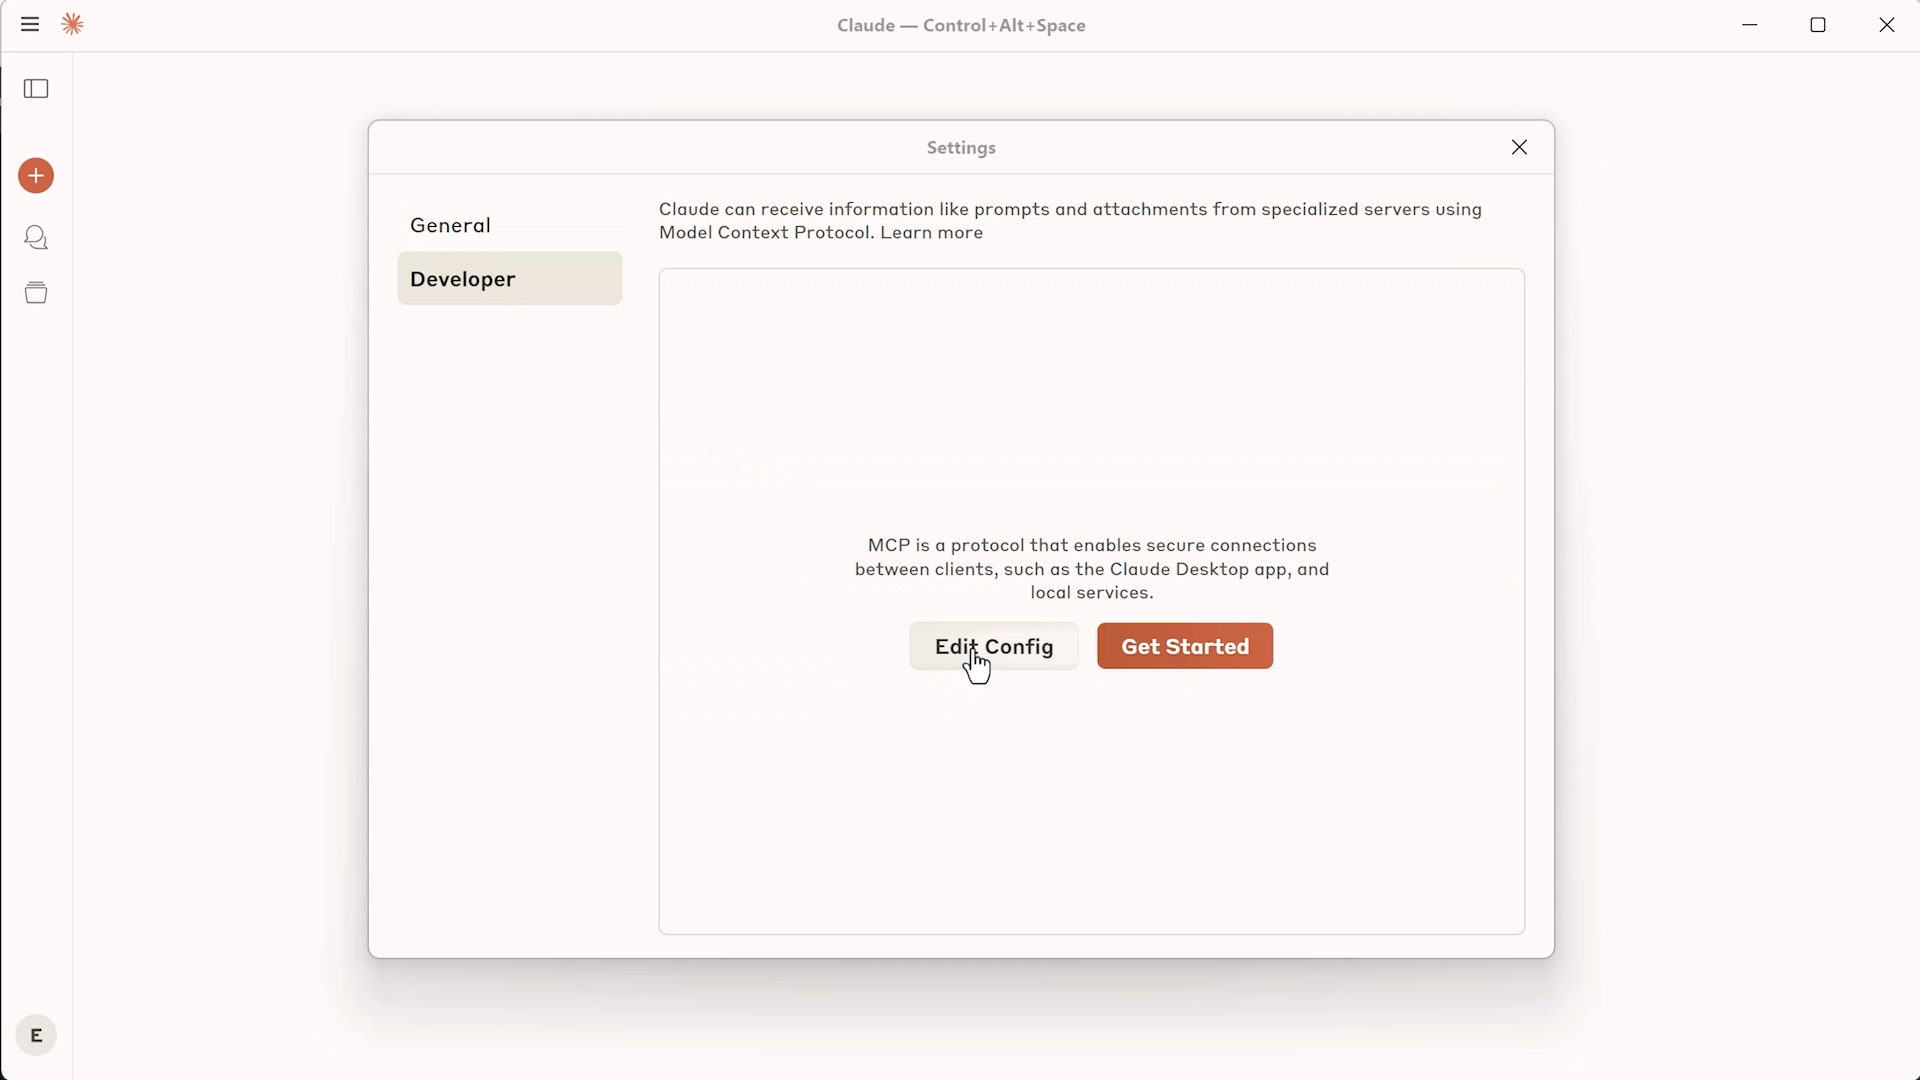 Claude — Control+Alt+Space
Settings
General
Developer
Claude can receive information like prompts and attachments from specialized servers using
Model Context Protocol. Learn more
MCP is a protocol that enables secure connections
between clients, such as the Claude Desktop app, and
local services.
Edit Config
Get Started
E